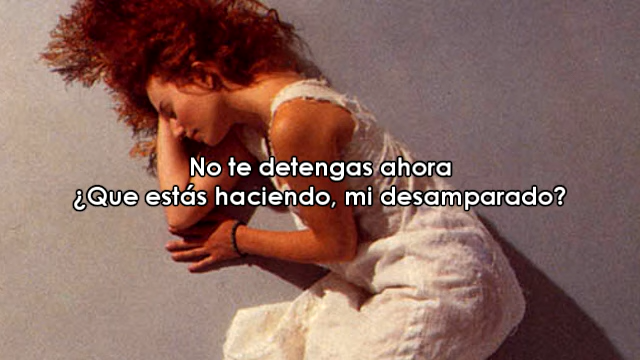 No te detengas ahora
¿Que estás haciendo, mi desamparado?